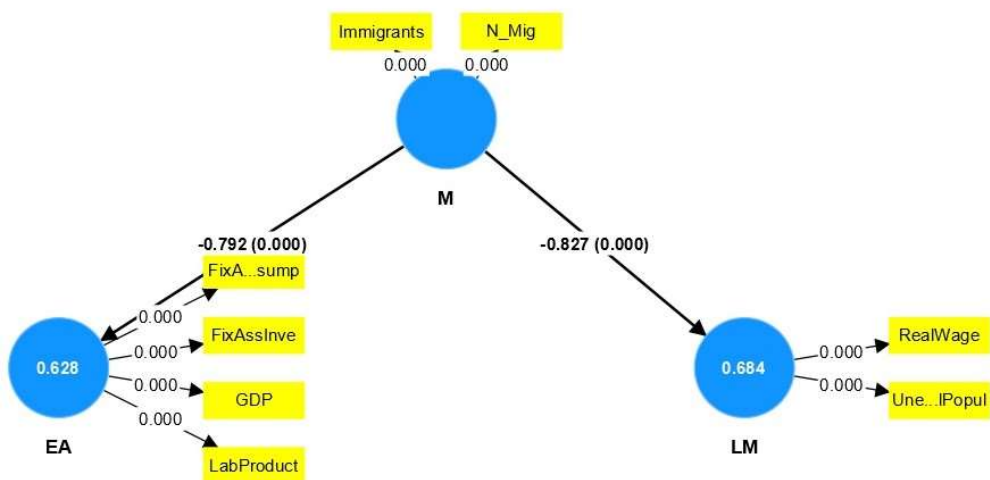 Immigrants
N_Mig
0.000
0.000
M
-0.792 (0.000)
-0.827 (0.000)
FixA...sump
0.000
FixAssInve
0.000
0.628
0.000
GDP
0.000
LabProduct
EA
RealWage
0.000
0.684
0.000
Une...lPopul
LM